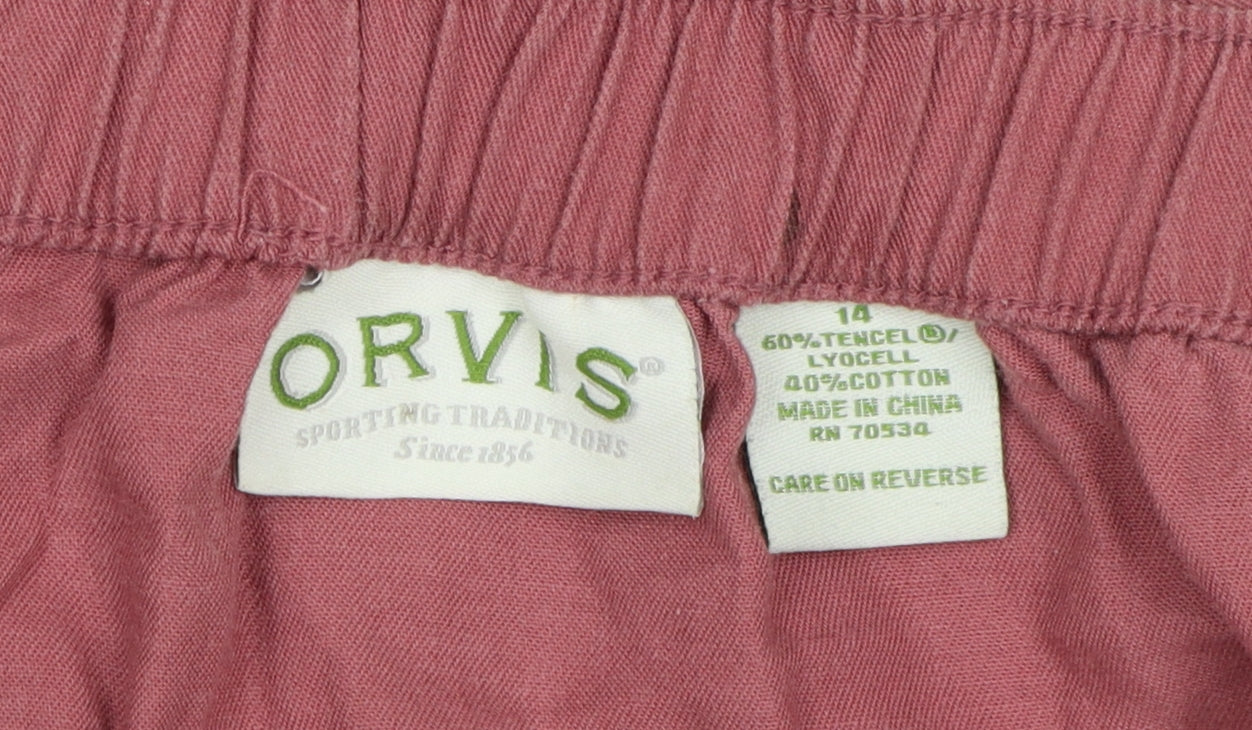 ORVIS®
SPORTING TRADITIONS
Since 1856
14
60%TENCEL®/
LYOCELL
40%COTTON
MADE IN CHINA
RN 70534
CARE ON REVERSE